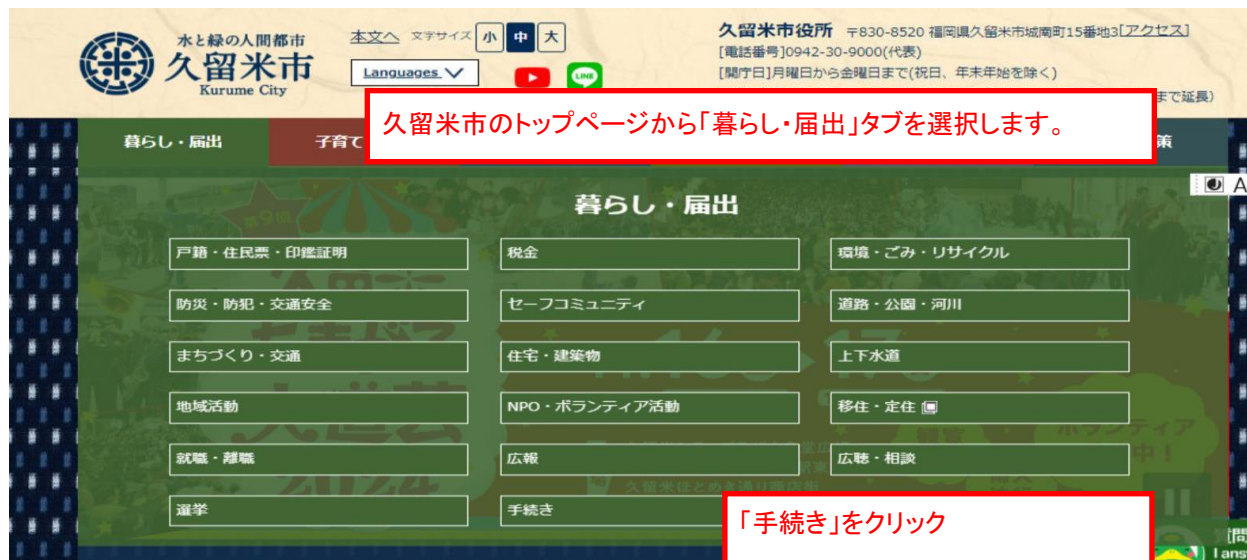 水と緑の人間都市
久留米市
Kurume City
本文へ 文字サイズ 小 中 大
Languages
LINE
久留米市役所 〒830-8520 福岡県久留米市城南町15番地3[アクセス]
[電話番号]0942-30-9000(代表)
[開庁日]月曜日から金曜日まで(祝日、年末年始を除く)
まで延長)
久留米市のトップページから「暮らし・届出」タブを選択します。
暮らし・届出 子育て 策
暮らし・届出
戸籍・住民票・印鑑証明 税金 環境・ごみ・リサイクル
防災・防犯・交通安全 セーフコミュニティ 道路・公園・河川
まちづくり・交通 住宅・建築物 上下水道
地域活動 NPO・ボランティア活動 移住・定住
就職・離職 広報 広聴・相談
選挙 手続き
「手続き」をクリック